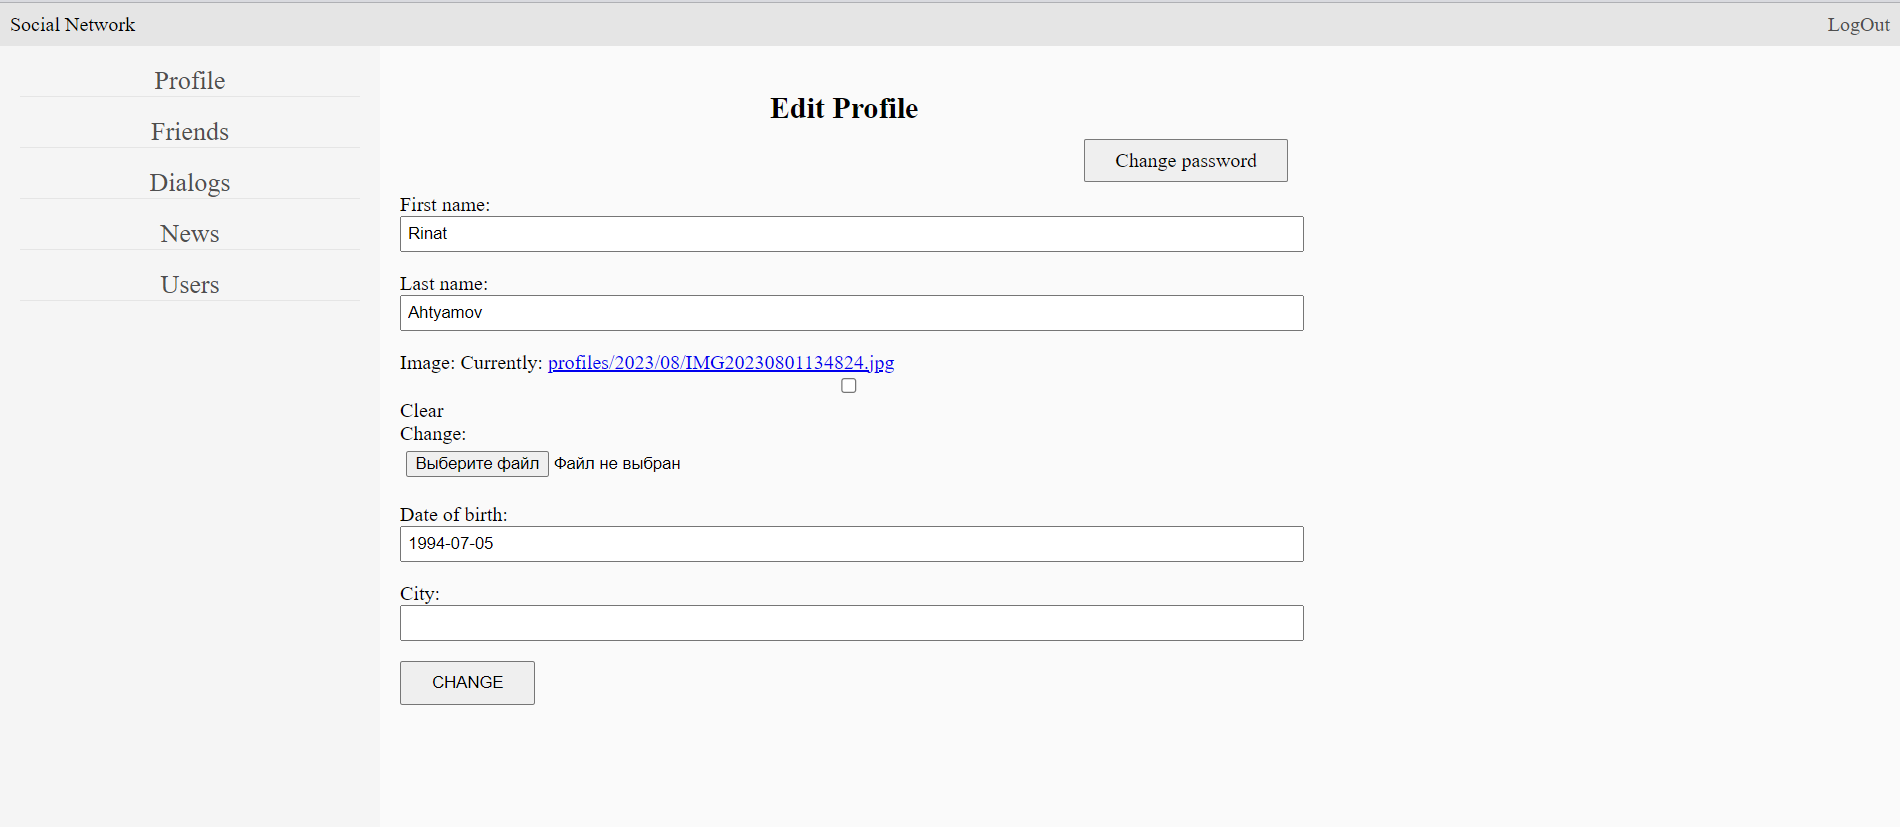 Social Network
LogOut
Profile
Friends
Dialogs
News
Users
Edit Profile
Change password
First name:
Rinat
Last name:
Ahtyamov
Image: Currently: profiles/2023/08/IMG20230801134824.jpg
Clear
Change:
Выберите файл Файл не выбран
Date of birth:
1994-07-05
City:
CHANGE